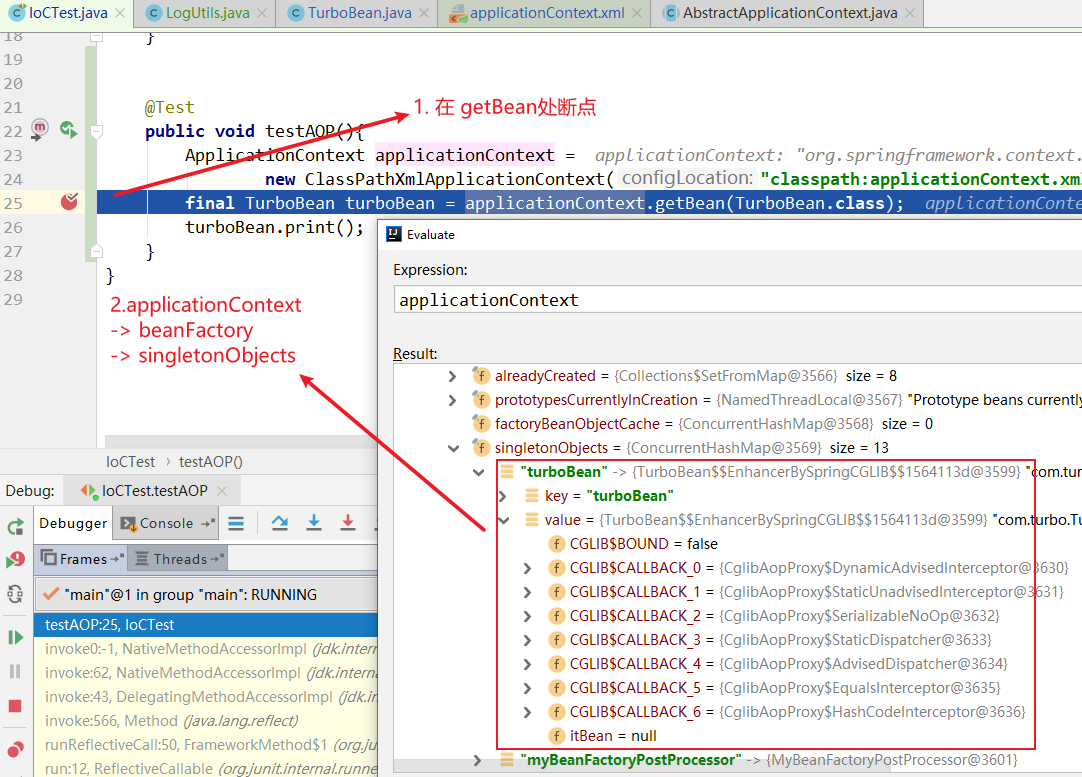 IoCTest.java
LogUtils.java
TurboBean.java
applicationContext.xml
AbstractApplicationContext.java
18 }
19
20
21 @Test
22 public void testAOP(){
23 ApplicationContext applicationContext = applicationContext: "org.springframework.context.
24 new ClassPathXmlApplicationContext( configLocation: "classpath:applicationContext.xm
25 final TurboBean turboBean = applicationContext.getBean(TurboBean.class); applicationConte
26 turboBean.print();
27 }
28 }
29
1. 在 getBean处断点
2.applicationContext
-> beanFactory
-> singletonObjects
Evaluate
Expression:
applicationContext
Result:
alreadyCreated = {Collections$SetFromMap@3566} size = 8
prototypesCurrentlyInCreation = {NamedThreadLocal@3567} "Prototype beans currently
factoryBeanObjectCache = {ConcurrentHashMap@3568} size = 0
singletonObjects = {ConcurrentHashMap@3569} size = 13
"turboBean" -> {TurboBean$$EnhancerBySpringCGLIB$$1564113d@3599} "com.turbo
key = "turboBean"
value = {TurboBean$$EnhancerBySpringCGLIB$$1564113d@3599} "com.turbo.Tu
CGLIB$BOUND = false
CGLIB$CALLBACK_0 = {CglibAopProxy$DynamicAdvisedInterceptor@3630}
CGLIB$CALLBACK_1 = {CglibAopProxy$StaticUnadvisedInterceptor@3631}
CGLIB$CALLBACK_2 = {CglibAopProxy$SerializableNoOp@3632}
CGLIB$CALLBACK_3 = {CglibAopProxy$StaticDispatcher@3633}
CGLIB$CALLBACK_4 = {CglibAopProxy$AdvisedDispatcher@3634}
CGLIB$CALLBACK_5 = {CglibAopProxy$EqualsInterceptor@3635}
CGLIB$CALLBACK_6 = {CglibAopProxy$HashCodeInterceptor@3636}
itBean = null
"myBeanFactoryPostProcessor" -> {MyBeanFactoryPostProcessor@3601}
IoCTest › testAOP()
Debug: IoCTest.testAOP
Debugger Console
Frames Threads
"main"@1 in group "main": RUNNING
testAOP:25, IoCTest
invoke0:-1, NativeMethodAccessorImpl (jdk.intern
invoke:62, NativeMethodAccessorImpl (jdk.interna
invoke:43, DelegatingMethodAccessorImpl (jdk.in
invoke:566, Method (java.lang.reflect)
runReflectiveCall:50, FrameworkMethod$1 (org.ju
run:12, ReflectiveCallable (org.junit.internal.runne